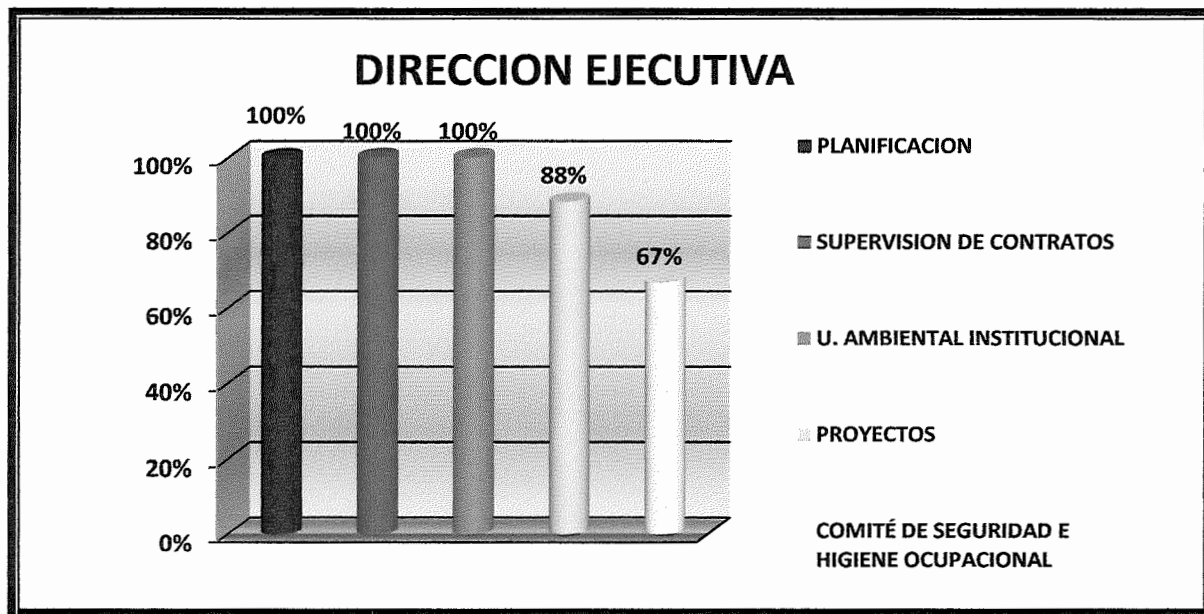 DIRECCION EJECUTIVA
100%
100%
100%
88%
67%
100%
80%
60%
40%
20%
0%
PLANIFICACION
SUPERVISION DE CONTRATOS
U. AMBIENTAL INSTITUCIONAL
PROYECTOS
COMITÉ DE SEGURIDAD E
HIGIENE OCUPACIONAL